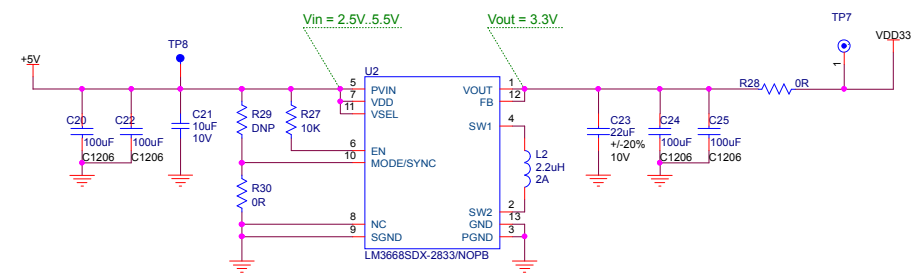 Vin = 2.5V..5.5V
Vout = 3.3V
TP7
TP8
VDD33
+5V
U2
1
5 PVIN VOUT 1
R28 0R
7 VDD FB 12
11 VSEL
C20
100uF
C1206
C22
100uF
C1206
C21
10uF
10V
R29
DNP
R27
10K
SW1 4
C23
22uF
+/-20%
10V
C24
100uF
C1206
C25
100uF
C1206
6 EN
10 MODE/SYNC
L2
2.2uH
2A
R30
0R
SW2 2
8 NC GND 13
9 SGND PGND 3
LM3668SDX-2833/NOPB